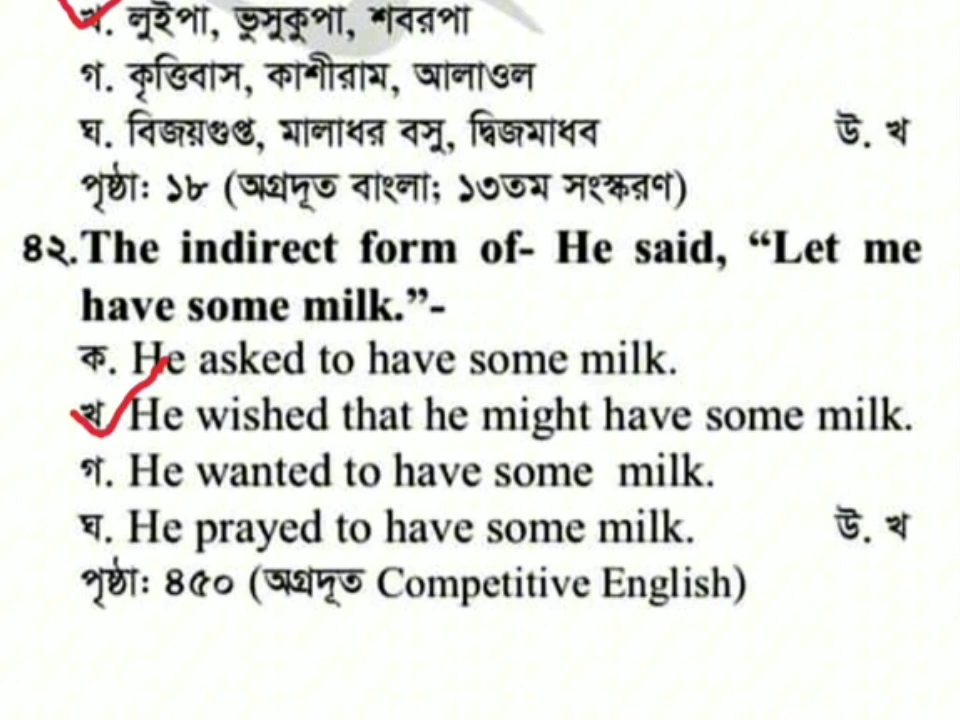 খ. লুইপা, ভুসুকুপা, শবরপা
গ. কৃত্তিবাস, কাশীরাম, আলাওল
ঘ. বিজয়গুপ্ত, মালাধর বসু, দ্বিজমাধব উ. খ
পৃষ্ঠা: ১৮ (অগ্রদূত বাংলা; ১৩তম সংস্করণ)
৪২.The indirect form of- He said, “Let me
have some milk.”-
ক. He asked to have some milk.
খ. He wished that he might have some milk.
গ. He wanted to have some milk.
ঘ. He prayed to have some milk. উ. খ
পৃষ্ঠা: ৪৫০ (অগ্রদূত Competitive English)